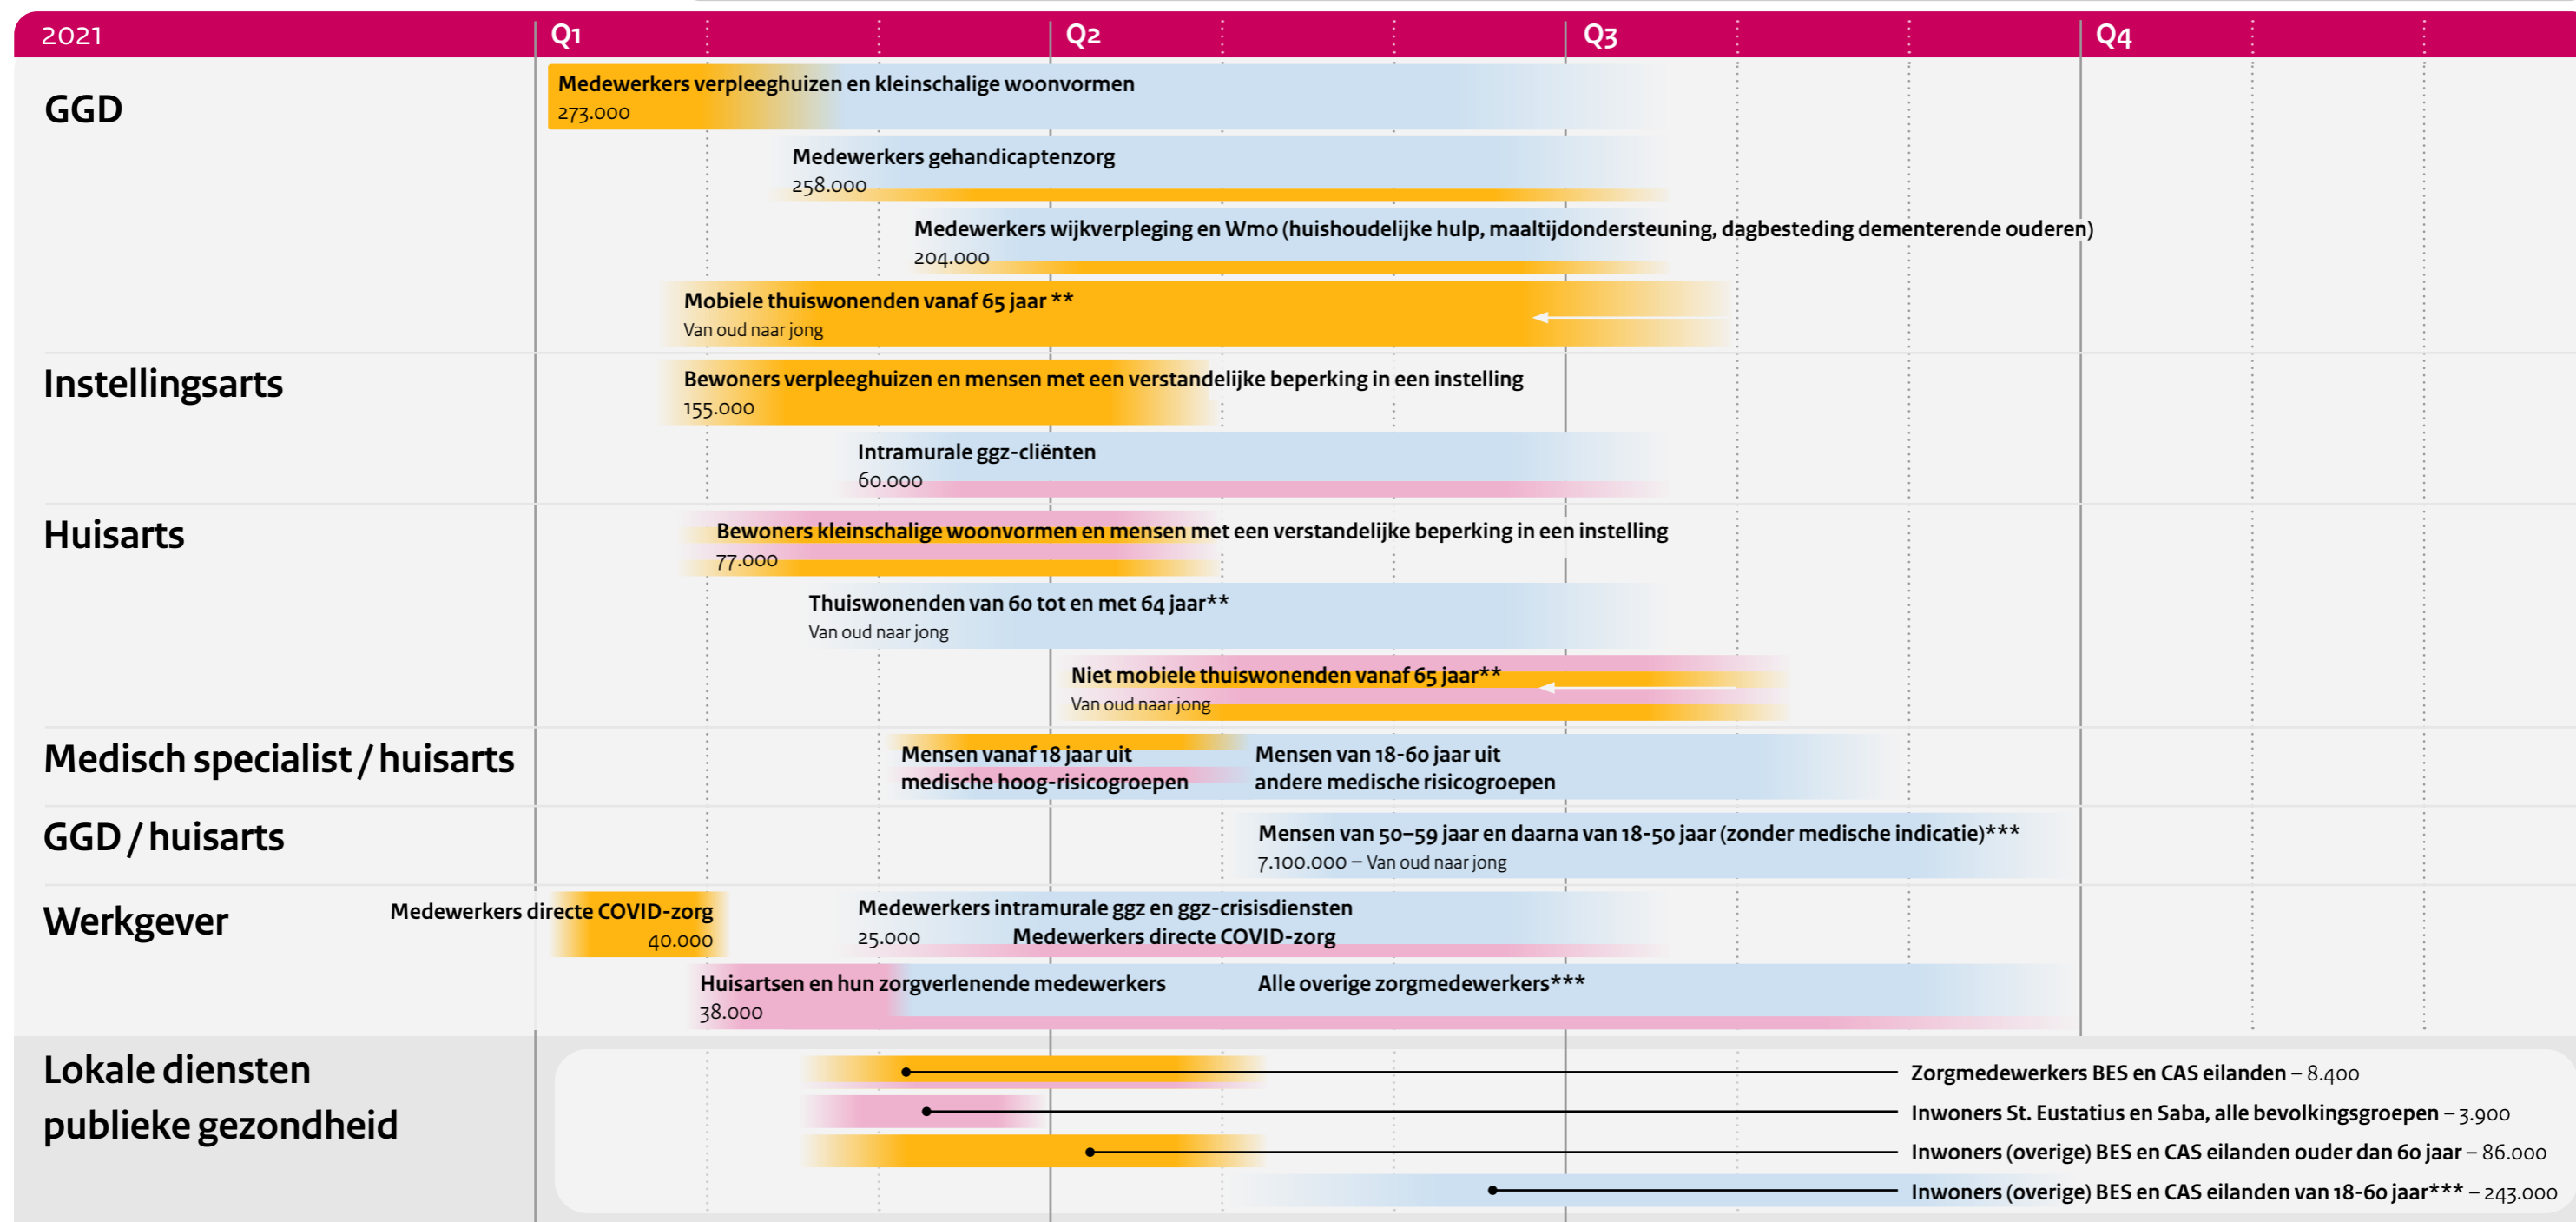 2021 Q1 Q2 Q3 Q4
GGD
Medewerkers verpleeghuizen en kleinschalige woonvormen
273.000
Medewerkers gehandicaptenzorg
258.000
Medewerkers wijkverpleging en Wmo (huishoudelijke hulp, maaltijdondersteuning, dagbesteding dementerende ouderen)
204.000
Mobiele thuiswonenden vanaf 65 jaar **
Van oud naar jong
Instellingsarts
Bewoners verpleeghuizen en mensen met een verstandelijke beperking in een instelling
155.000
Intramurale ggz-cliënten
60.000
Huisarts
Bewoners kleinschalige woonvormen en mensen met een verstandelijke beperking in een instelling
77.000
Thuiswonenden van 60 tot en met 64 jaar**
Van oud naar jong
Niet mobiele thuiswonenden vanaf 65 jaar**
Van oud naar jong
Medisch specialist / huisarts
Mensen vanaf 18 jaar uit
medische hoog-risicogroepen
Mensen van 18-60 jaar uit
andere medische risicogroepen
GGD / huisarts
Mensen van 50–59 jaar en daarna van 18-50 jaar (zonder medische indicatie)***
7.100.000 – Van oud naar jong
Werkgever
Medewerkers directe COVID-zorg
40.000
Medewerkers intramurale ggz en ggz-crisisdiensten
25.000
Medewerkers directe COVID-zorg
Huisartsen en hun zorgverlenende medewerkers
38.000
Alle overige zorgmedewerkers***
Lokale diensten
publieke gezondheid
Zorgmedewerkers BES en CAS eilanden – 8.400
Inwoners St. Eustatius en Saba, alle bevolkingsgroepen – 3.900
Inwoners (overige) BES en CAS eilanden ouder dan 60 jaar – 86.000
Inwoners (overige) BES en CAS eilanden van 18-60 jaar*** – 243.000